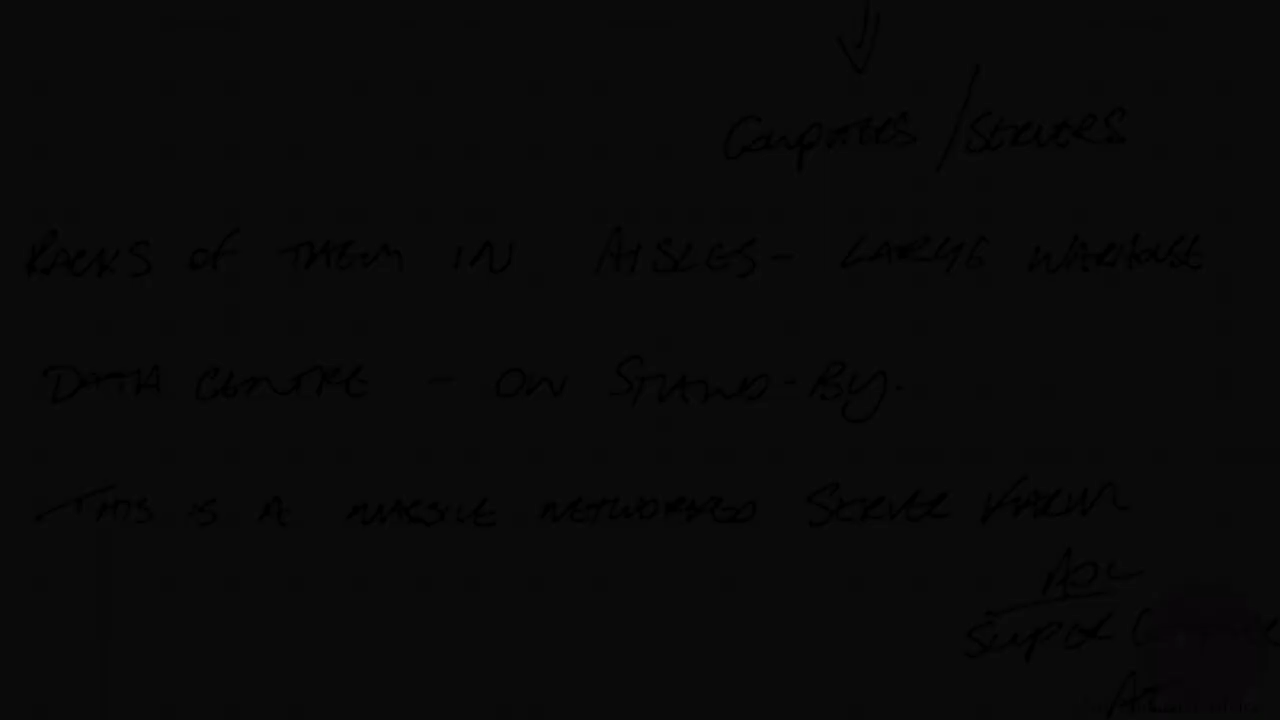 Computers / Servers
Racks of them in Aisles - Large warehouse
Data Centre - on Stand-By.
This is a massive networked Server Farm
Super